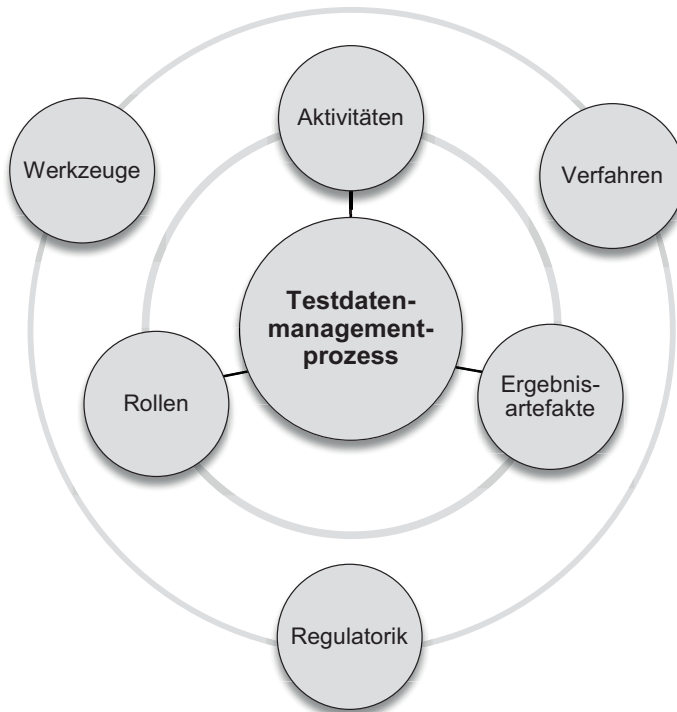 Aktivitäten
Werkzeuge
Verfahren
Testdaten-
management-
prozess
Rollen
Ergebnis-
artefakte
Regulatorik